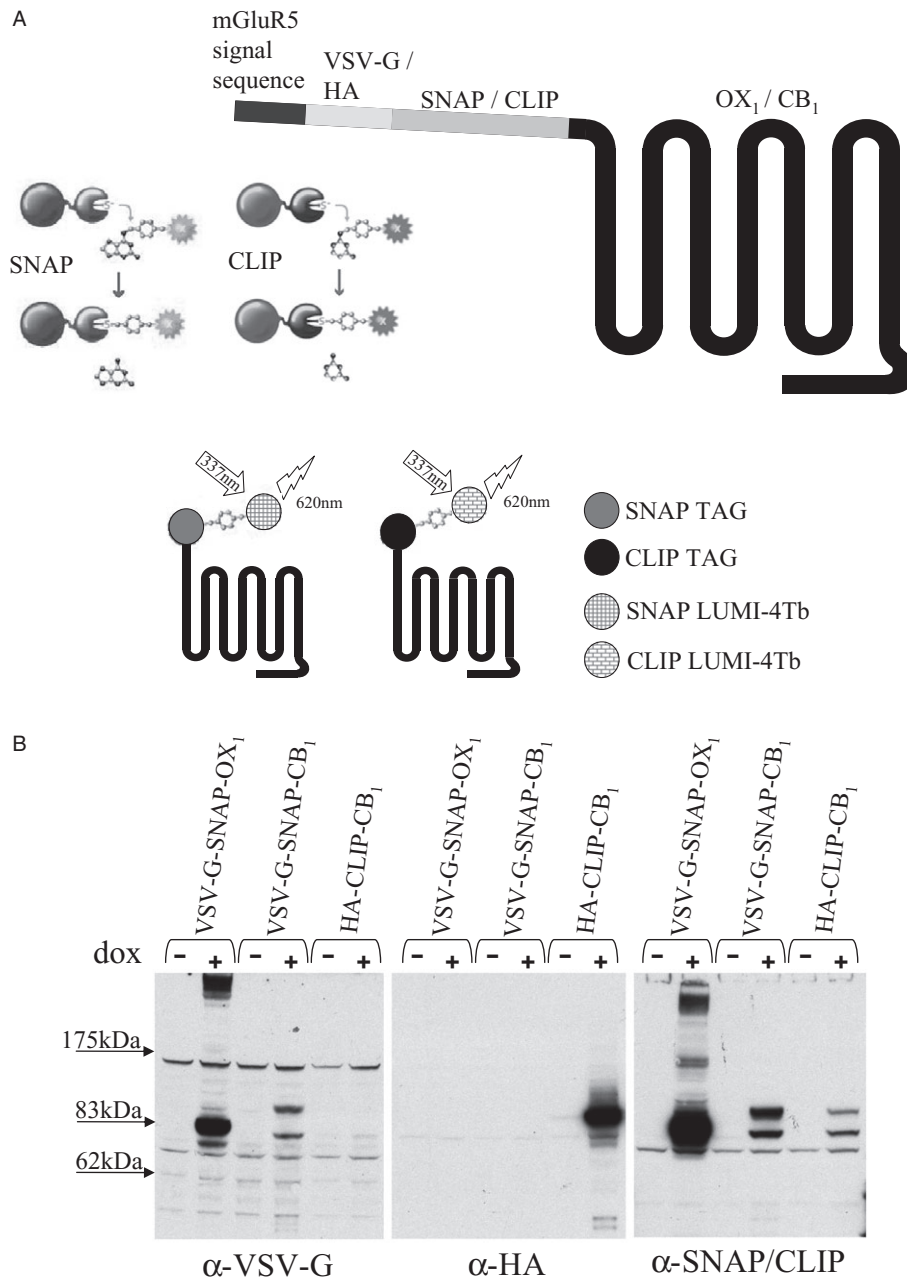 A
mGluR5
signal
sequence
VSV-G /
HA
SNAP / CLIP
OX1 / CB1
SNAP
CLIP
337nm
620nm
337nm
620nm
SNAP TAG
CLIP TAG
SNAP LUMI-4Tb
CLIP LUMI-4Tb
B
VSV-G-SNAP-OX1
VSV-G-SNAP-CB1
HA-CLIP-CB1
VSV-G-SNAP-OX1
VSV-G-SNAP-CB1
HA-CLIP-CB1
VSV-G-SNAP-OX1
VSV-G-SNAP-CB1
HA-CLIP-CB1
dox - + - + - + - + - + - + - + - + - +
175kDa
83kDa
62kDa
α-VSV-G
α-HA
α-SNAP/CLIP